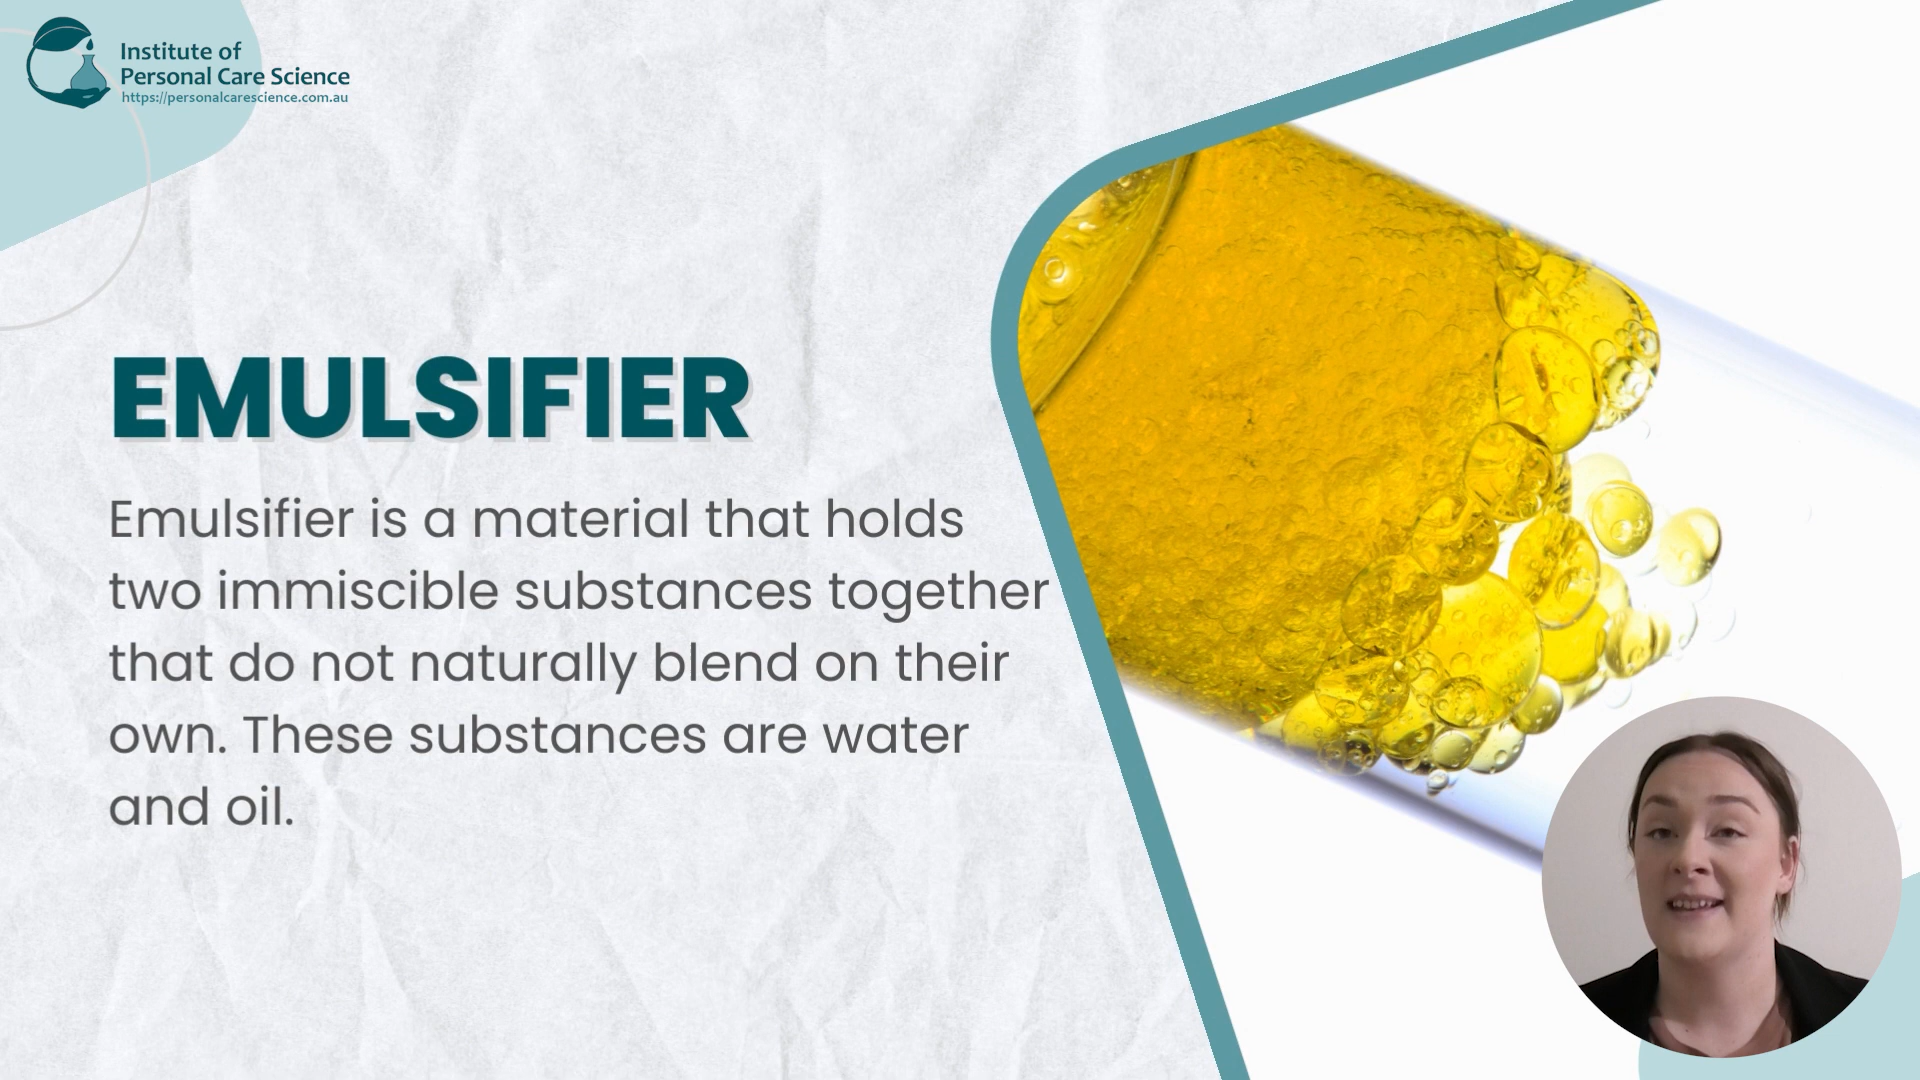 Institute of
Personal Care Science
https://personalcarescience.com.au
EMULSIFIER
Emulsifier is a material that holds
two immiscible substances together
that do not naturally blend on their
own. These substances are water
and oil.